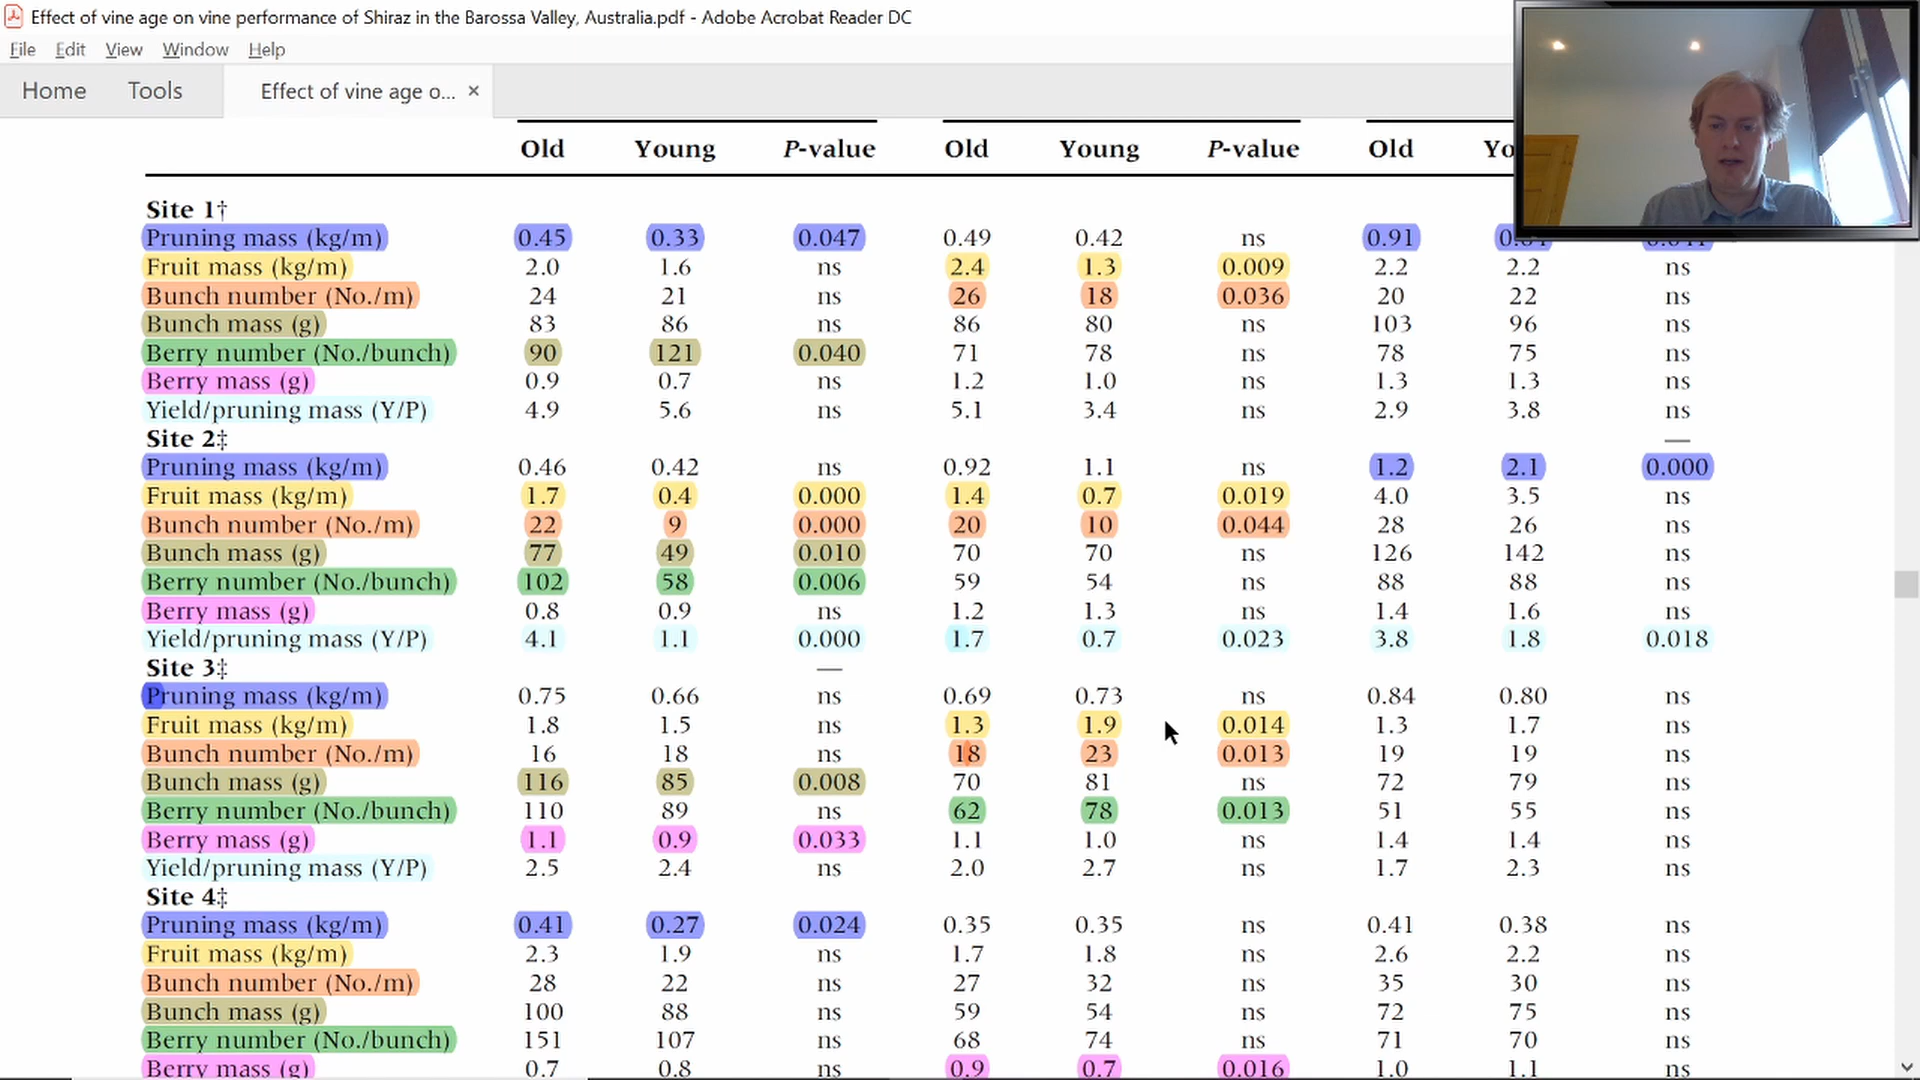 Effect of vine age on vine performance of Shiraz in the Barossa Valley, Australia.pdf - Adobe Acrobat Reader DC
File Edit View Window Help
Home Tools Effect of vine age o... ×
Old Young P-value Old Young P-value Old Yo
Site 1†
Pruning mass (kg/m) 0.45 0.33 0.047 0.49 0.42 ns 0.91
Fruit mass (kg/m) 2.0 1.6 ns 2.4 1.3 0.009 2.2 2.2 ns
Bunch number (No./m) 24 21 ns 26 18 0.036 20 22 ns
Bunch mass (g) 83 86 ns 86 80 ns 103 96 ns
Berry number (No./bunch) 90 121 0.040 71 78 ns 78 75 ns
Berry mass (g) 0.9 0.7 ns 1.2 1.0 ns 1.3 1.3 ns
Yield/pruning mass (Y/P) 4.9 5.6 ns 5.1 3.4 ns 2.9 3.8 ns
Site 2‡ —
Pruning mass (kg/m) 0.46 0.42 ns 0.92 1.1 ns 1.2 2.1 0.000
Fruit mass (kg/m) 1.7 0.4 0.000 1.4 0.7 0.019 4.0 3.5 ns
Bunch number (No./m) 22 9 0.000 20 10 0.044 28 26 ns
Bunch mass (g) 77 49 0.010 70 70 ns 126 142 ns
Berry number (No./bunch) 102 58 0.006 59 54 ns 88 88 ns
Berry mass (g) 0.8 0.9 ns 1.2 1.3 ns 1.4 1.6 ns
Yield/pruning mass (Y/P) 4.1 1.1 0.000 1.7 0.7 0.023 3.8 1.8 0.018
Site 3‡ —
Pruning mass (kg/m) 0.75 0.66 ns 0.69 0.73 ns 0.84 0.80 ns
Fruit mass (kg/m) 1.8 1.5 ns 1.3 1.9 0.014 1.3 1.7 ns
Bunch number (No./m) 16 18 ns 18 23 0.013 19 19 ns
Bunch mass (g) 116 85 0.008 70 81 ns 72 79 ns
Berry number (No./bunch) 110 89 ns 62 78 0.013 51 55 ns
Berry mass (g) 1.1 0.9 0.033 1.1 1.0 ns 1.4 1.4 ns
Yield/pruning mass (Y/P) 2.5 2.4 ns 2.0 2.7 ns 1.7 2.3 ns
Site 4‡
Pruning mass (kg/m) 0.41 0.27 0.024 0.35 0.35 ns 0.41 0.38 ns
Fruit mass (kg/m) 2.3 1.9 ns 1.7 1.8 ns 2.6 2.2 ns
Bunch number (No./m) 28 22 ns 27 32 ns 35 30 ns
Bunch mass (g) 100 88 ns 59 54 ns 72 75 ns
Berry number (No./bunch) 151 107 ns 68 74 ns 71 70 ns
Berry mass (g) 0.7 0.8 ns 0.9 0.7 0.016 1.0 1.1 ns